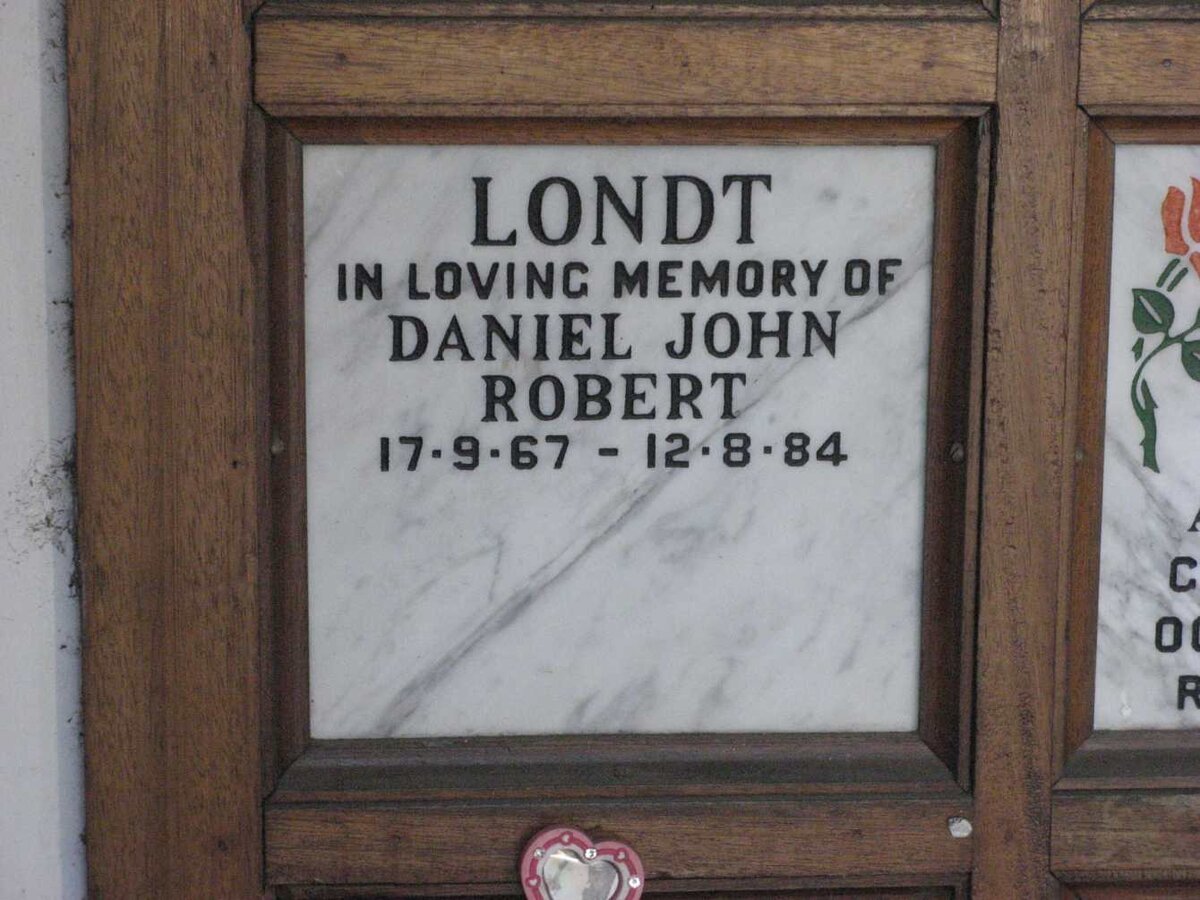 LONDT
IN LOVING MEMORY OF
DANIEL JOHN
ROBERT
17·9·67 – 12·8·84